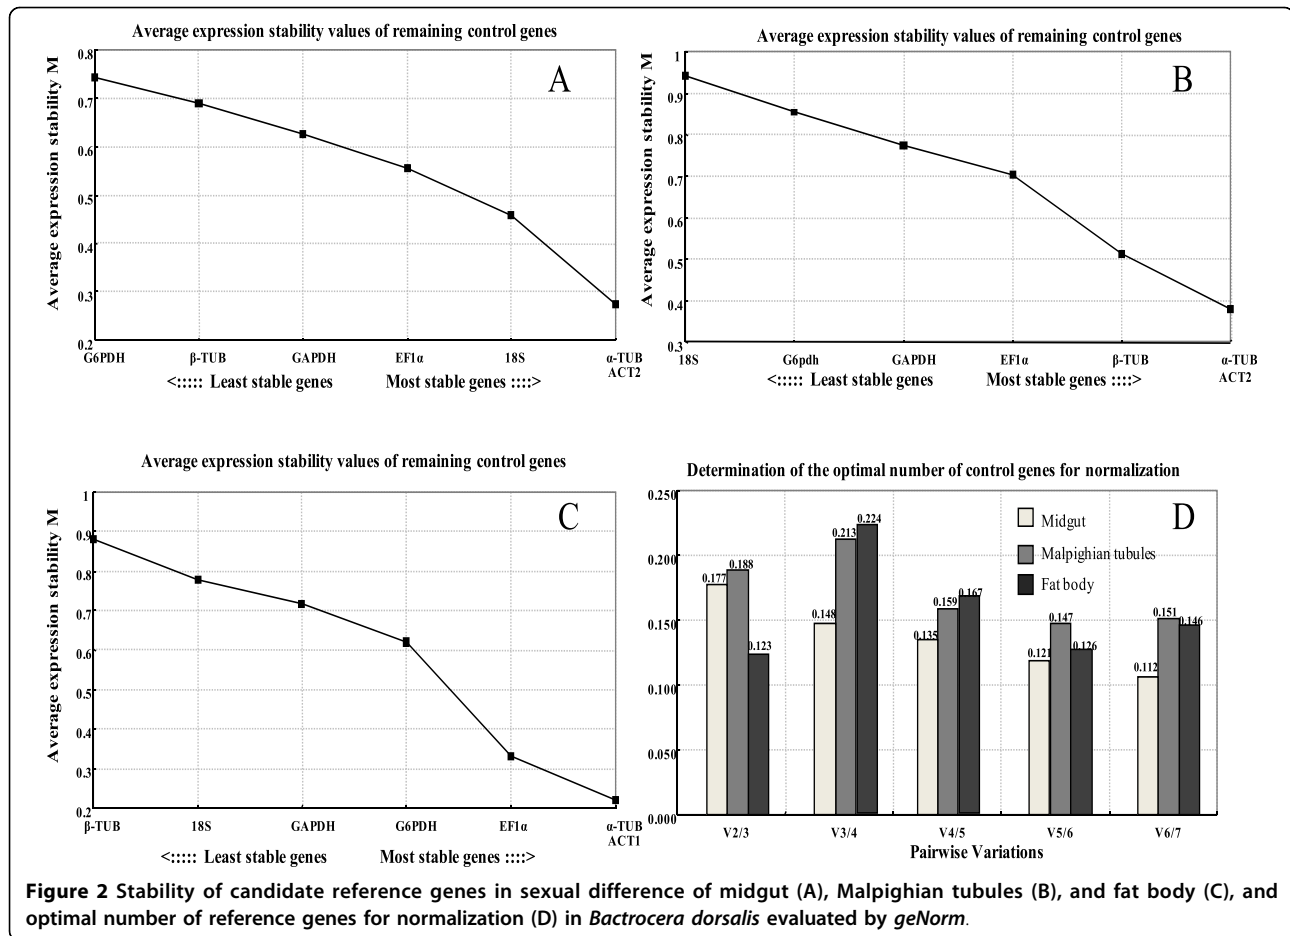 Average expression stability values of remaining control genes
A
Average expression stability M
0.8
0.7
0.6
0.5
0.4
0.3
0.2
G6PDH β-TUB GAPDH EF1α 18S α-TUB
ACT2
<::::: Least stable genes Most stable genes ::::>
Average expression stability values of remaining control genes
B
Average expression stability M
1
0.9
0.8
0.7
0.6
0.5
0.4
0.3
18S G6pdh GAPDH EF1α β-TUB α-TUB
ACT2
<::::: Least stable genes Most stable genes ::::>
Average expression stability values of remaining control genes
C
Average expression stability M
1
0.9
0.8
0.7
0.6
0.5
0.4
0.3
0.2
β-TUB 18S GAPDH G6PDH EF1α α-TUB
ACT1
<::::: Least stable genes Most stable genes ::::>
Determination of the optimal number of control genes for normalization
D
0.250
0.200
0.150
0.100
0.050
0.000
Midgut
Malpighian tubules
Fat body
0.177 0.188 0.123
0.148 0.213 0.224
0.135 0.159 0.167
0.121 0.147 0.126
0.112 0.151 0.146
V2/3 V3/4 V4/5 V5/6 V6/7
Pairwise Variations
Figure 2 Stability of candidate reference genes in sexual difference of midgut (A), Malpighian tubules (B), and fat body (C), and
optimal number of reference genes for normalization (D) in Bactrocera dorsalis evaluated by geNorm.